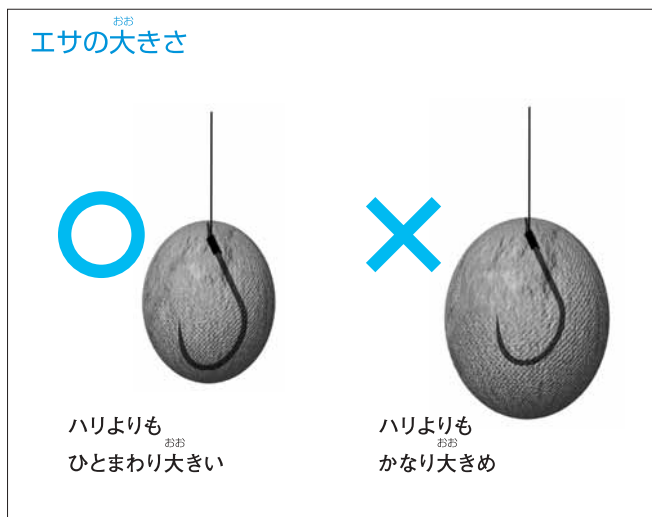 エサの大きさ
ハリよりも
ひとまわり大きい
ハリよりも
かなり大きめ